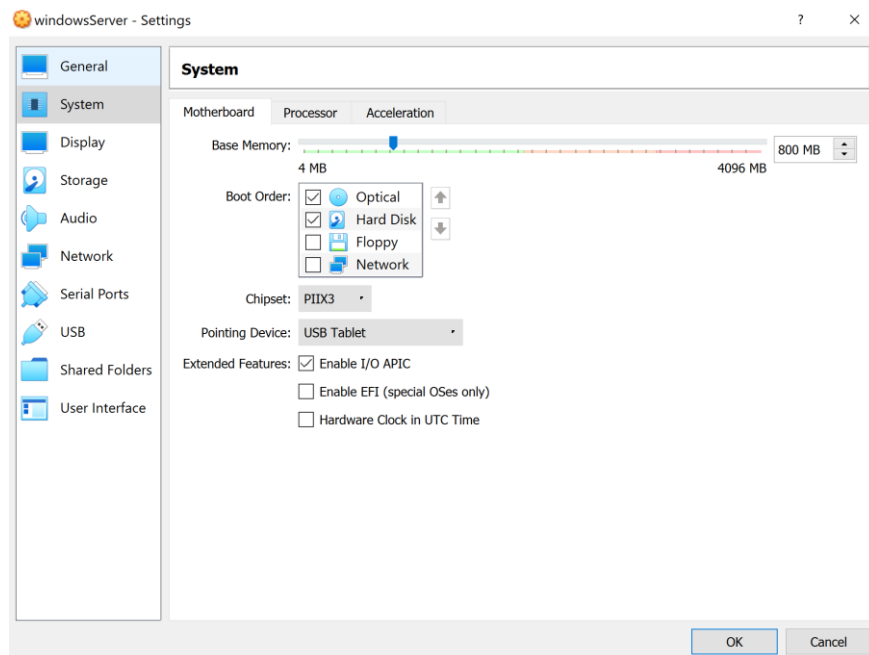 windowsServer - Settings ? ×
General
System
Display
Storage
Audio
Network
Serial Ports
USB
Shared Folders
User Interface
System
Motherboard Processor Acceleration
Base Memory: 800 MB
4 MB 4096 MB
Boot Order: Optical
Hard Disk
Floppy
Network
Chipset: PIIX3
Pointing Device: USB Tablet
Extended Features: Enable I/O APIC
Enable EFI (special OSes only)
Hardware Clock in UTC Time
OK Cancel